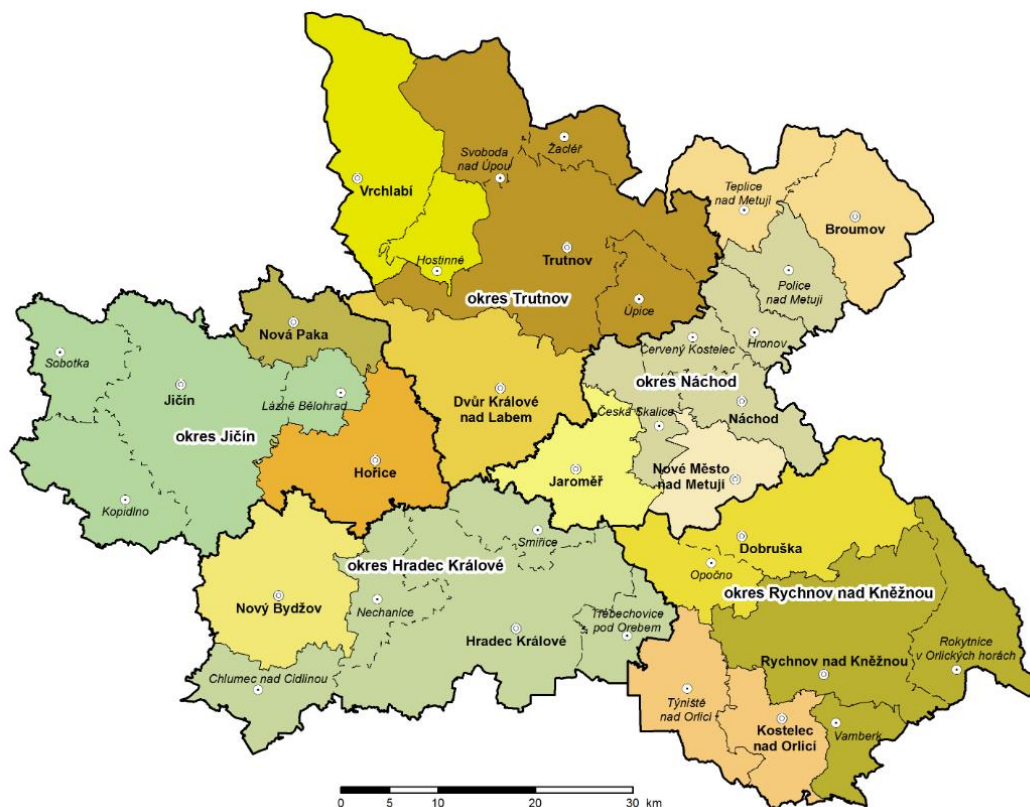 Svoboda
nad Úpou
Žacléř
Vrchlabí
Teplice
nad Metují
Broumov
Hostinné
Trutnov
Police
nad Metují
okres Trutnov
Úpice
Nová Paka
Červený Kostelec
Hronov
Sobotka
Jičín
Lázně Bělohrad
Dvůr Králové
nad Labem
okres Náchod
Náchod
okres Jičín
Česká Skalice
Hořice
Jaroměř
Nové Město
nad Metují
Kopidlno
Smiřice
Dobruška
okres Hradec Králové
Opočno
okres Rychnov nad Kněžnou
Nový Bydžov
Nechanice
Třebechovice
pod Orebem
Hradec Králové
Rokytnice
v Orlických horách
Rychnov nad Kněžnou
Chlumec nad Cidlinou
Týniště
nad Orlicí
Kostelec
nad Orlicí
Vamberk
0 5 10 20 30 km